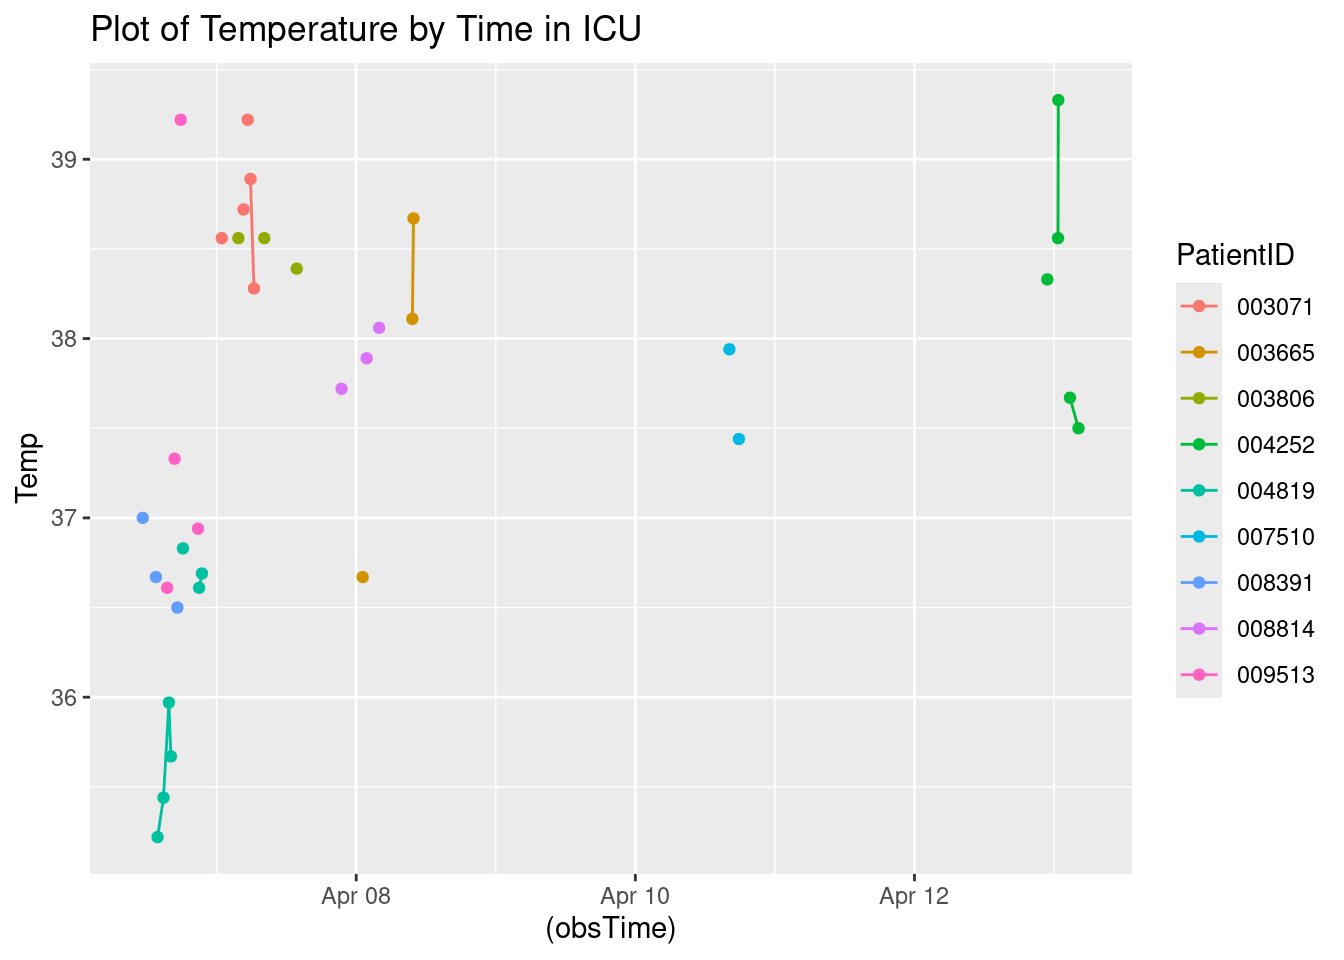 Plot of Temperature by Time in ICU
39
38
37
36
Temp
Apr 08
Apr 10
Apr 12
(obsTime)
PatientID
003071
003665
003806
004252
004819
007510
008391
008814
009513